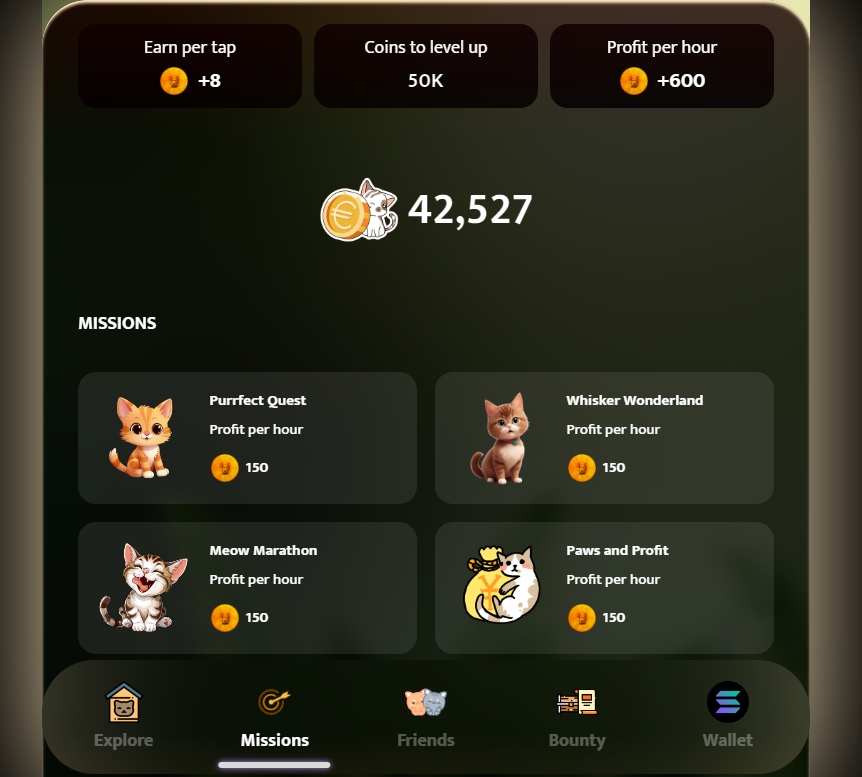 Earn per tap
+8
Coins to level up
50K
Profit per hour
+600
42,527
MISSIONS
Purrfect Quest
Profit per hour
150
Whisker Wonderland
Profit per hour
150
Meow Marathon
Profit per hour
150
Paws and Profit
Profit per hour
150
Explore
Missions
Friends
Bounty
Wallet